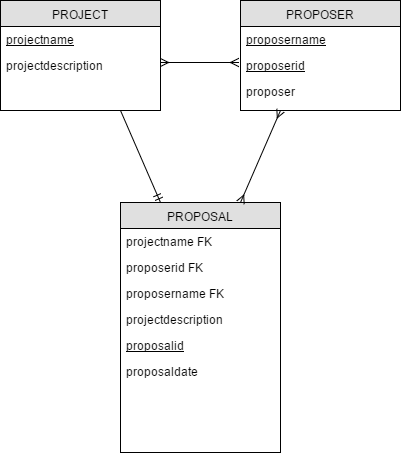 PROJECT
projectname
projectdescription
PROPOSER
proposername
proposerid
proposer
PROPOSAL
projectname FK
proposerid FK
proposername FK
projectdescription
proposalid
proposaldate